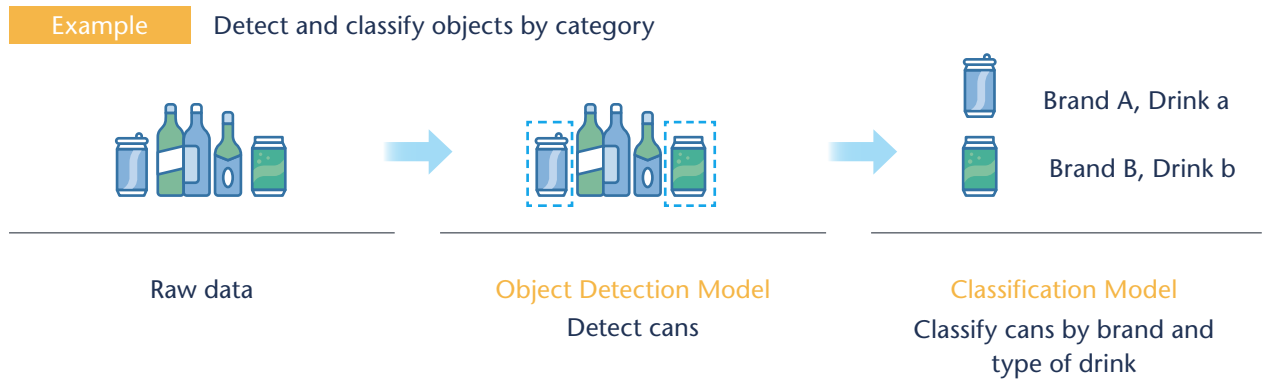 Example
Detect and classify objects by category
Brand A, Drink a
Brand B, Drink b
Raw data
Object Detection Model
Detect cans
Classification Model
Classify cans by brand and
type of drink